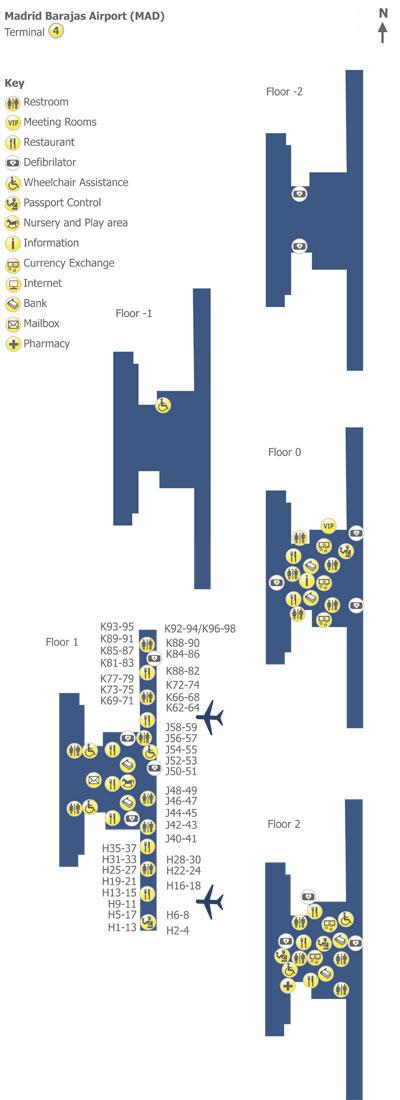 Madrid Barajas Airport (MAD)
Terminal 4
N
Key
Restroom
VIP Meeting Rooms
Restaurant
Defibrilator
Wheelchair Assistance
Passport Control
Nursery and Play area
i Information
Currency Exchange
Internet
Bank
Mailbox
Pharmacy
Floor -2
Floor -1
Floor 0
VIP
i
Floor 1
K93-95
K89-91
K85-87
K81-83
K77-79
K73-75
K69-71
K92-94/K96-98
K88-90
K84-86
K88-82
K72-74
K66-68
K62-64
J58-59
J56-57
J54-55
J52-53
J50-51
J48-49
J46-47
J44-45
J42-43
J40-41
H35-37
H31-33
H25-27
H19-21
H13-15
H9-11
H5-17
H1-13
H28-30
H22-24
H16-18
H6-8
H2-4
Floor 2